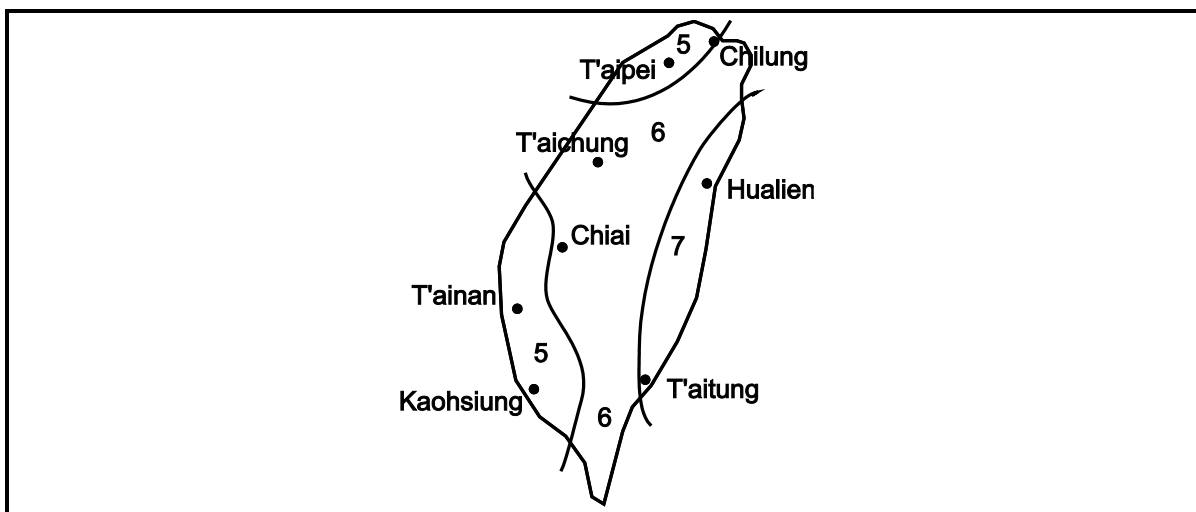 5
Chilung
T'aipei
6
T'aichung
Hualien
Chiai
7
T'ainan
5
T'aitung
Kaohsiung
6